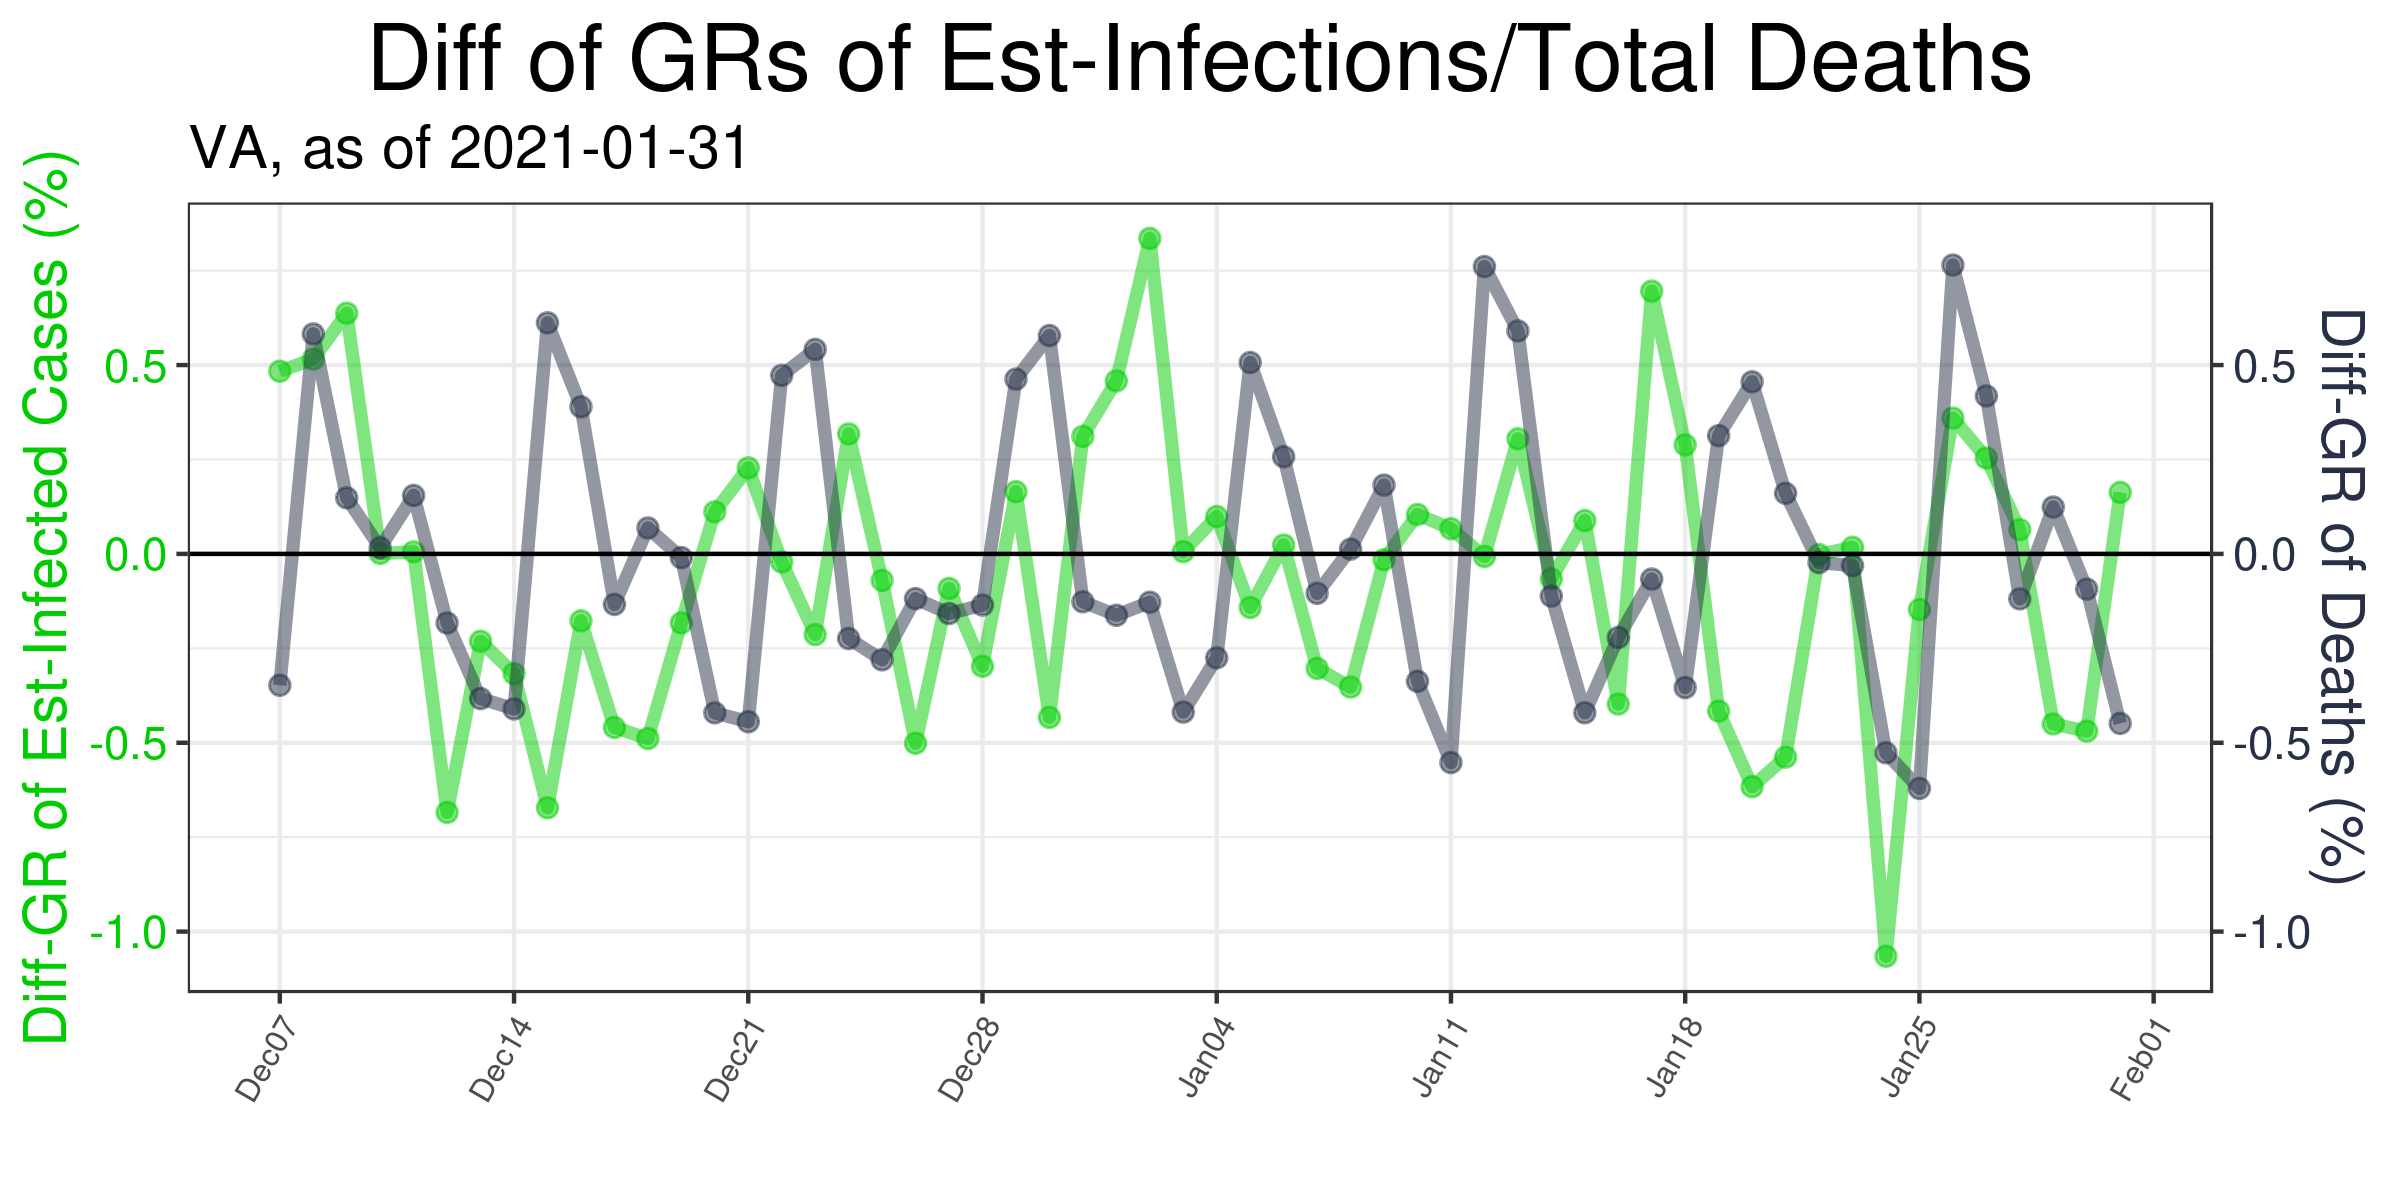 Diff of GRs of Est-Infections/Total Deaths
VA, as of 2021-01-31
Diff-GR of Est-Infected Cases (%)
0.5
0.0
-0.5
-1.0
0.5
0.0
-0.5
-1.0
Diff-GR of Deaths (%)
Dec07
Dec14
Dec21
Dec28
Jan04
Jan11
Jan18
Jan25
Feb01